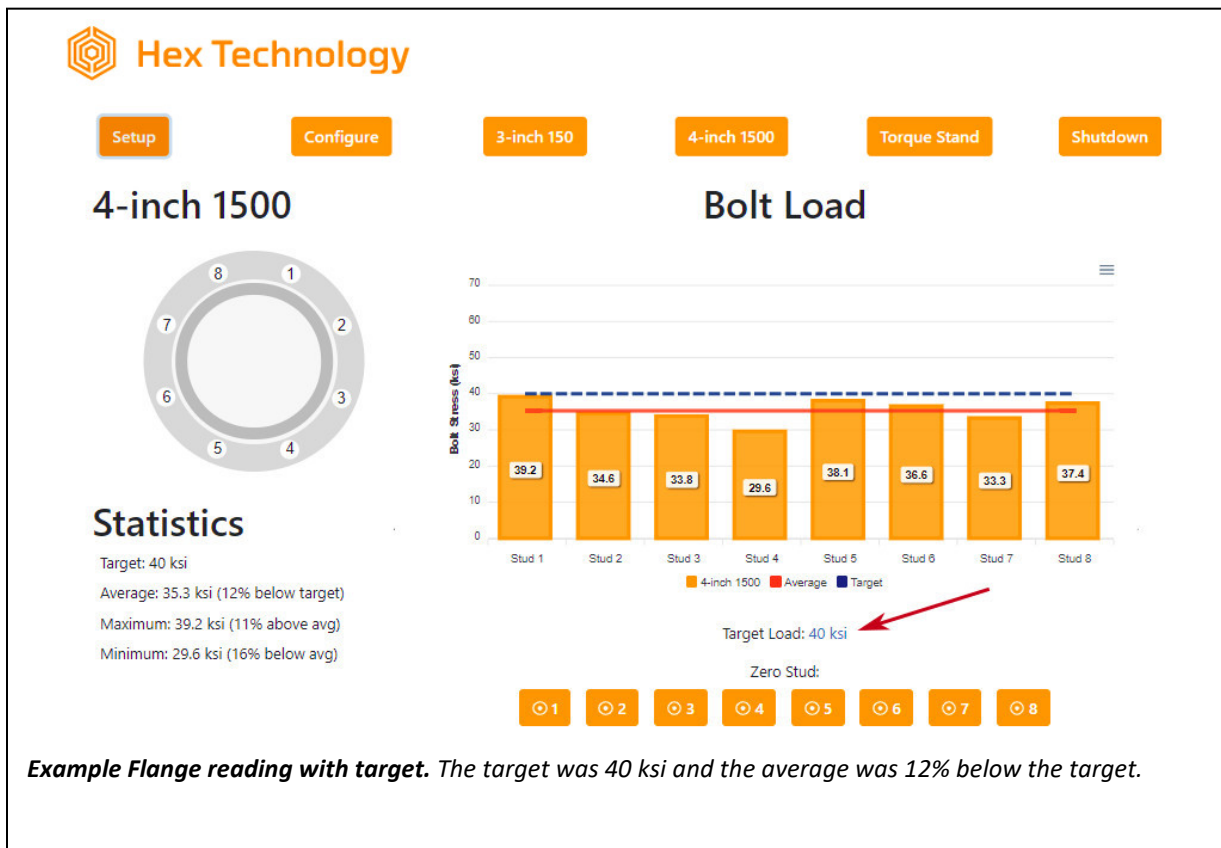 Hex Technology
Setup Configure 3-inch 150 4-inch 1500 Torque Stand Shutdown
4-inch 1500
8 1
7 2
6 3
5 4
Statistics
Target: 40 ksi
Average: 35.3 ksi (12% below target)
Maximum: 39.2 ksi (11% above avg)
Minimum: 29.6 ksi (16% below avg)
Bolt Load
Bolt Stress (ksi)
70
60
50
40
30
20
10
0
39.2 34.6 33.8 29.6 38.1 36.6 33.3 37.4
Stud 1 Stud 2 Stud 3 Stud 4 Stud 5 Stud 6 Stud 7 Stud 8
4-inch 1500 Average Target
Target Load: 40 ksi
Zero Stud:
1 2 3 4 5 6 7 8
Example Flange reading with target. The target was 40 ksi and the average was 12% below the target.